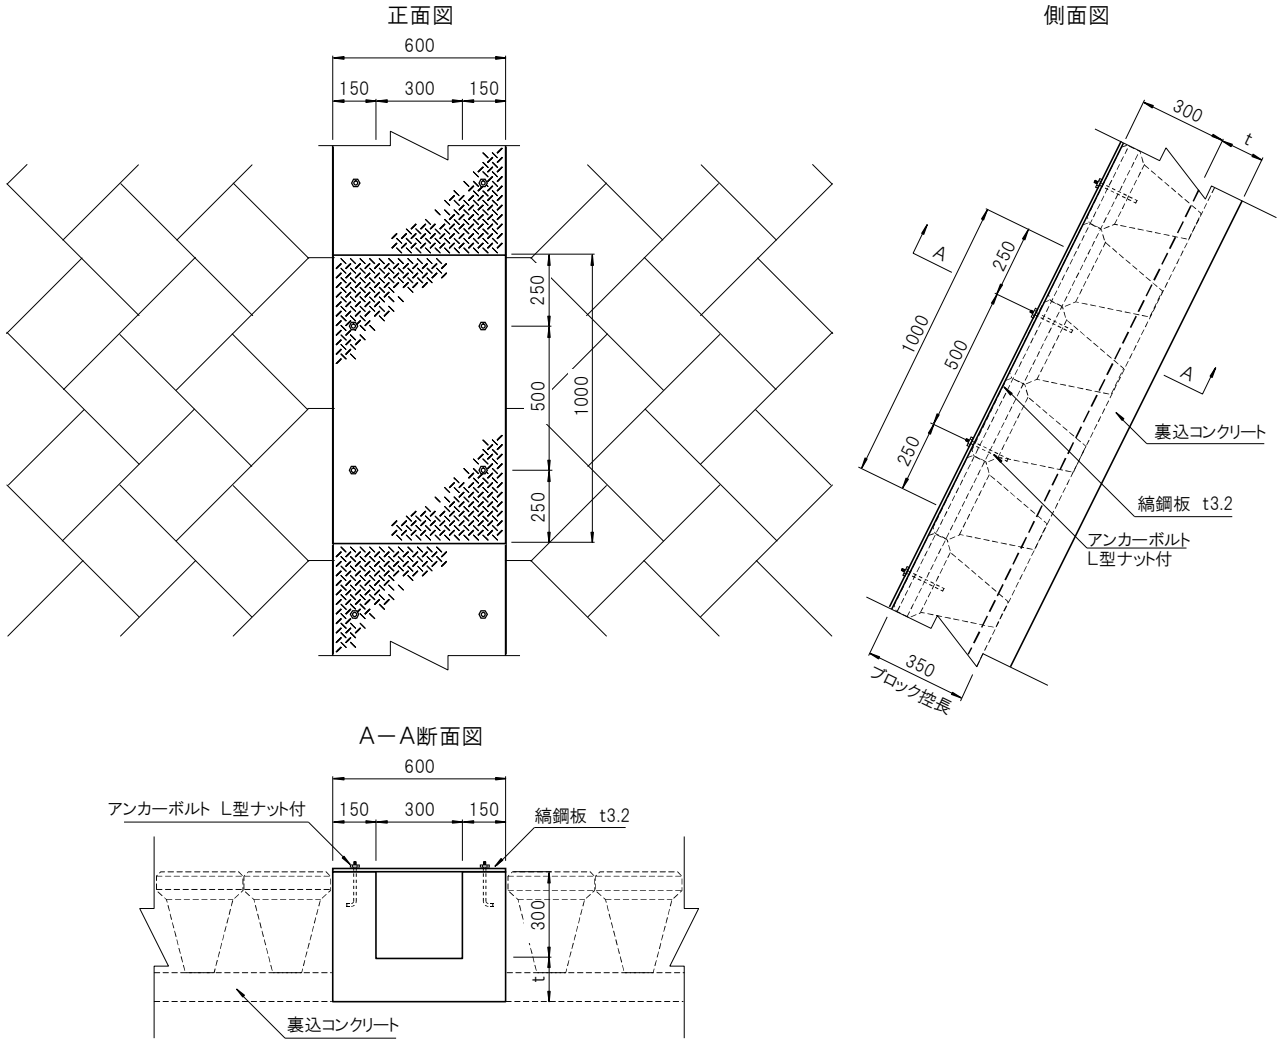 正面図
側面図
600
150
300
150
250
500
250
1000
300
t
A
250
500
250
1000
A
裏込コンクリート
縞鋼板 t3.2
アンカーボルト
L型ナット付
350
ブロック控長
A－A断面図
600
アンカーボルト L型ナット付
150
300
150
縞鋼板 t3.2
300
t
裏込コンクリート